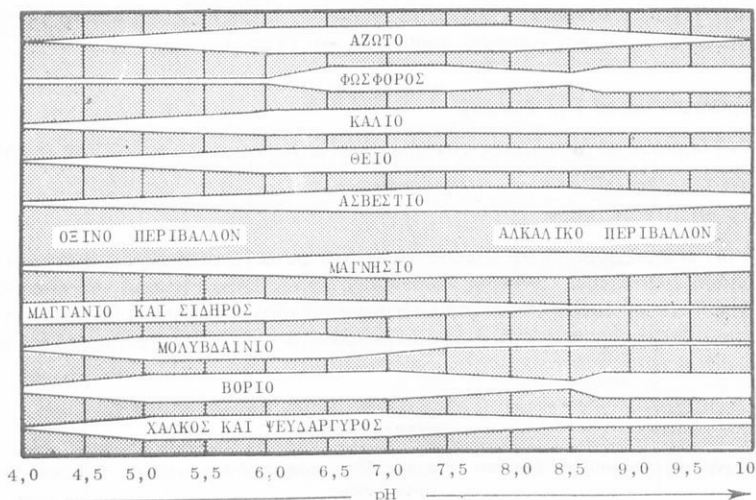 ΑΖΩΤΟ
ΦΩΣΦΟΡΟΣ
ΚΑΛΙΟ
ΘΕΙΟ
ΑΣΒΕΣΤΙΟ
ΟΞΙΝΟ ΠΕΡΙΒΑΛΛΟΝ ΑΛΚΑΛΙΚΟ ΠΕΡΙΒΑΛΛΟΝ
ΜΑΓΝΗΣΙΟ
ΜΑΓΓΑΝΙΟ ΚΑΙ ΣΙΔΗΡΟΣ
ΜΟΛΥΒΔΑΙΝΙΟ
ΒΟΡΙΟ
ΧΑΛΚΟΣ ΚΑΙ ΨΕΥΔΑΡΓΥΡΟΣ
4,0 4,5 5,0 5,5 6,0 6,5 7,0 7,5 8,0 8,5 9,0 9,5 10
pH